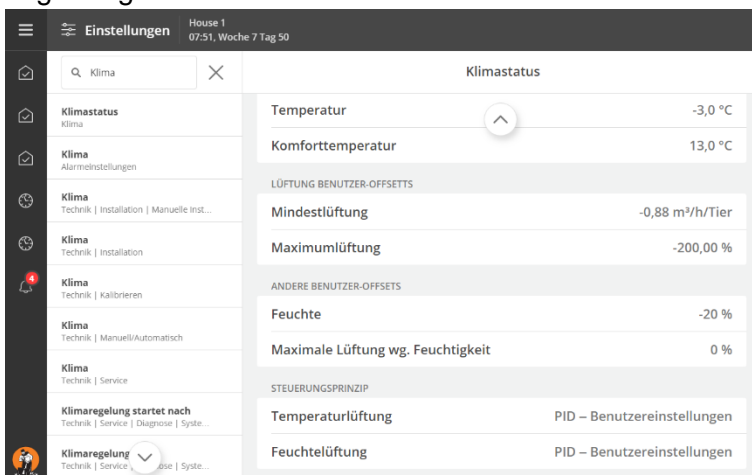 Einstellungen
House 1
07:51, Woche 7 Tag 50
Klima
Klimastatus
Klimastatus
Klima
Klima
Alarmeinstellungen
Klima
Technik | Installation | Manuelle Inst...
Klima
Technik | Installation
Klima
Technik | Kalibrieren
Klima
Technik | Manuell/Automatisch
Klima
Technik | Service
Klimaregelung startet nach
Technik | Service | Diagnose | Syste...
Klimaregelung
Technik | Service | ose | Syste...
4
Temperatur -3,0 °C
Komforttemperatur 13,0 °C
LÜFTUNG BENUTZER-OFFSETTS
Mindestlüftung -0,88 m³/h/Tier
Maximumlüftung -200,00 %
ANDERE BENUTZER-OFFSETS
Feuchte -20 %
Maximale Lüftung wg. Feuchtigkeit 0 %
STEUERUNGSPRINZIP
Temperaturlüftung PID – Benutzereinstellungen
Feuchtelüftung PID – Benutzereinstellungen